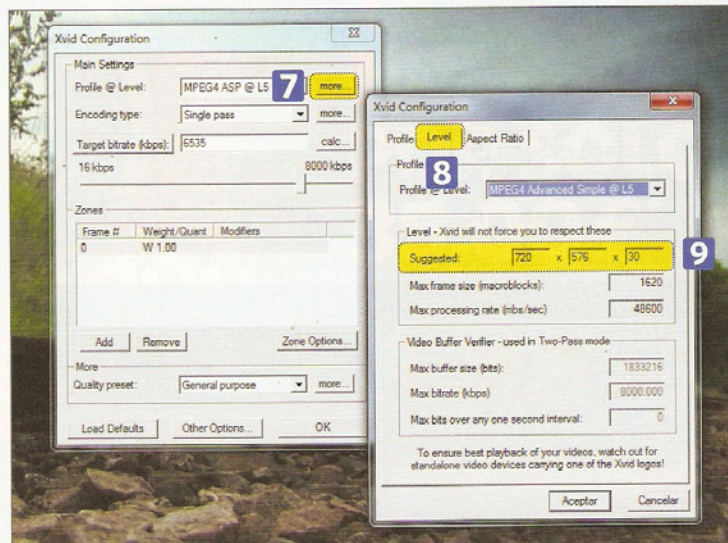 Xvid Configuration
Main Settings
Profile @ Level: MPEG4 ASP @ L5 7 more...
Encoding type: Single pass more...
Target bitrate (kbps): 6535 calc...
16 kbps 8000 kbps
Zones
Frame # Weight/Quant Modifiers
0 W 1.00
Add Remove Zone Options...
More
Quality preset: General purpose more...
Load Defaults Other Options... OK
Xvid Configuration
Profile Level Aspect Ratio
8
Profile
Profile @ Level: MPEG4 Advanced Simple @ L5
Level - Xvid will not force you to respect these
Suggested: 720 x 576 x 30 9
Max frame size (macroblocks): 1620
Max processing rate (mbs/sec) 48600
Video Buffer Verifier - used in Two-Pass mode
Max buffer size (bits): 1833216
Max bitrate (kbps) 8000.000
Max bits over any one second interval: 0
To ensure best playback of your videos, watch out for
standalone video devices carrying one of the Xvid logos!
Aceptar Cancelar